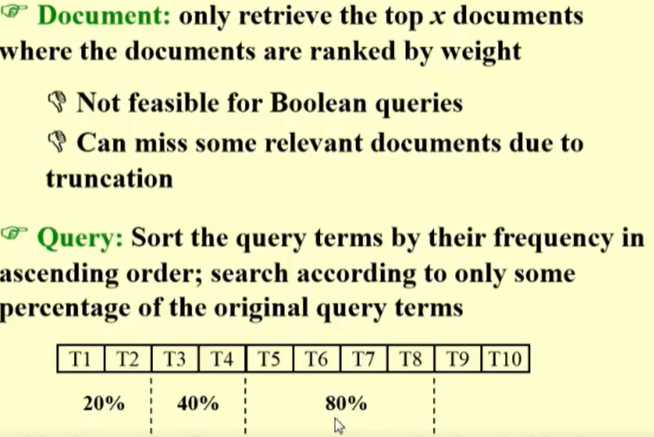 Document: only retrieve the top x documents
where the documents are ranked by weight
Not feasible for Boolean queries
Can miss some relevant documents due to
truncation
Query: Sort the query terms by their frequency in
ascending order; search according to only some
percentage of the original query terms
T1 T2 T3 T4 T5 T6 T7 T8 T9 T10
20% 40% 80%